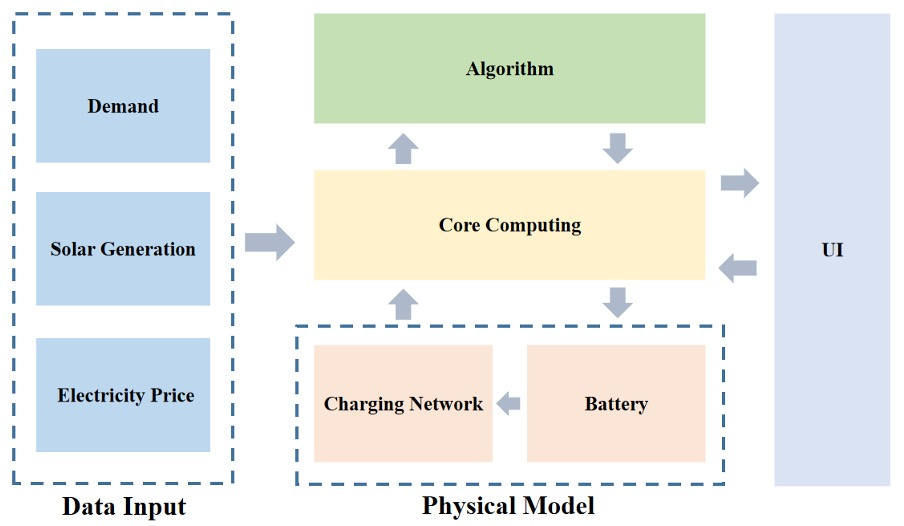 Demand
Solar Generation
Electricity Price
Data Input
Algorithm
Core Computing
Charging Network
Battery
Physical Model
UI